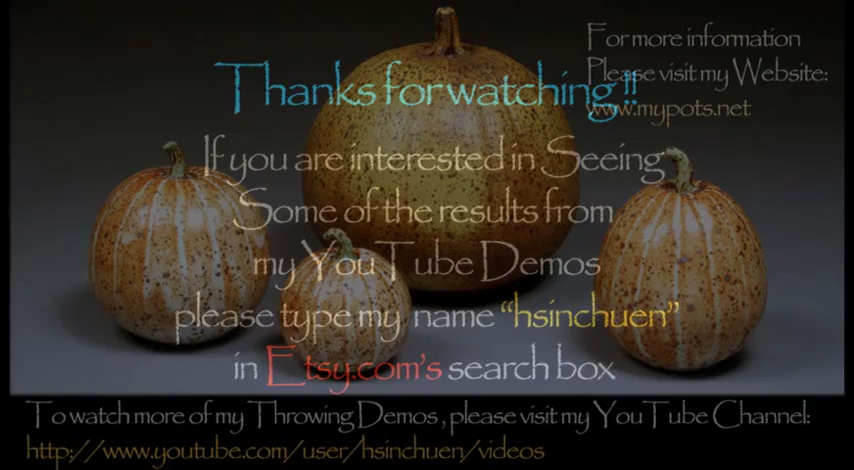 For more information
Please visit my Website:
www.mypots.net
Thanks for watching !!
If you are interested in Seeing
Some of the results from
my YouTube Demos
please type my name "hsinchuen"
in Etsy.com's search box
To watch more of my Throwing Demos , please visit my YouTube Channel:
http://www.youtube.com/user/hsinchuen/videos